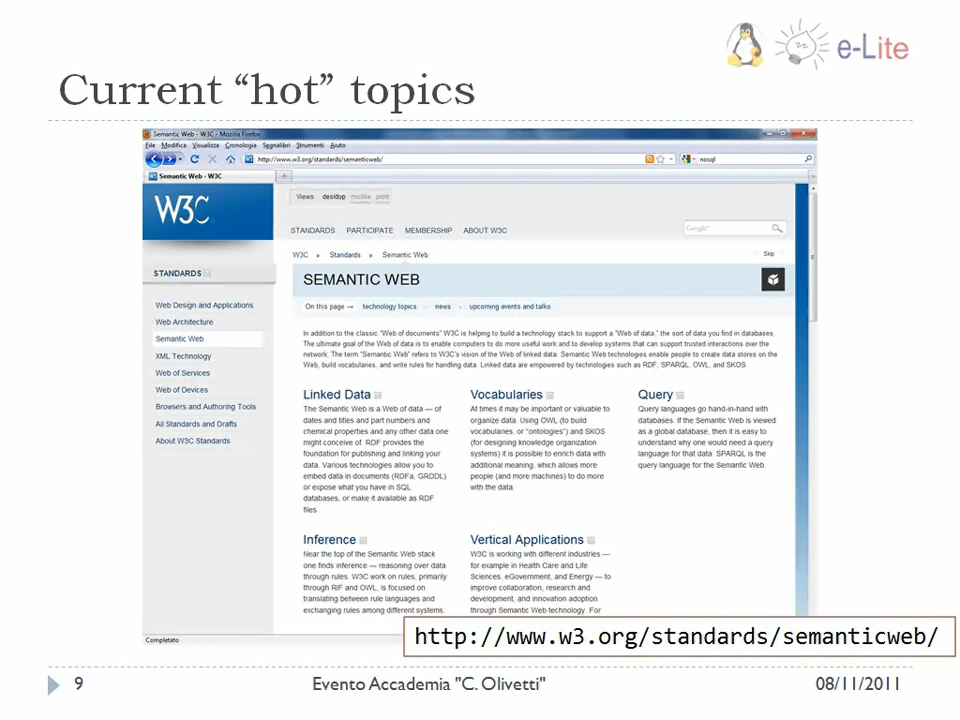 e-Lite
Current “hot” topics
Semantic Web - W3C - Mozilla Firefox
File Modifica Visualizza Cronologia Segnalibri Strumenti Aiuto
http://www.w3.org/standards/semanticweb/
nosql
Semantic Web - W3C
W3C
Views desktop mobile print
STANDARDS PARTICIPATE MEMBERSHIP ABOUT W3C
Google™
W3C » Standards » Semantic Web
Skip
STANDARDS
Web Design and Applications
Web Architecture
Semantic Web
XML Technology
Web of Services
Web of Devices
Browsers and Authoring Tools
All Standards and Drafts
About W3C Standards
SEMANTIC WEB
On this page → technology topics news upcoming events and talks
In addition to the classic “Web of documents” W3C is helping to build a technology stack to support a “Web of data,” the sort of data you find in databases.
The ultimate goal of the Web of data is to enable computers to do more useful work and to develop systems that can support trusted interactions over the
network. The term “Semantic Web” refers to W3C’s vision of the Web of linked data. Semantic Web technologies enable people to create data stores on the
Web, build vocabularies, and write rules for handling data. Linked data are empowered by technologies such as RDF, SPARQL, OWL, and SKOS.
Linked Data
The Semantic Web is a Web of data — of
dates and titles and part numbers and
chemical properties and any other data one
might conceive of. RDF provides the
foundation for publishing and linking your
data. Various technologies allow you to
embed data in documents (RDFa, GRDDL)
or expose what you have in SQL
databases, or make it available as RDF
files.
Vocabularies
At times it may be important or valuable to
organize data. Using OWL (to build
vocabularies, or “ontologies”) and SKOS
(for designing knowledge organization
systems) it is possible to enrich data with
additional meaning, which allows more
people (and more machines) to do more
with the data.
Query
Query languages go hand-in-hand with
databases. If the Semantic Web is viewed
as a global database, then it is easy to
understand why one would need a query
language for that data. SPARQL is the
query language for the Semantic Web.
Inference
Near the top of the Semantic Web stack
one finds inference — reasoning over data
through rules. W3C work on rules, primarily
through RIF and OWL, is focused on
translating between rule languages and
exchanging rules among different systems.
Vertical Applications
W3C is working with different industries —
for example in Health Care and Life
Sciences, eGovernment, and Energy — to
improve collaboration, research and
development, and innovation adoption
through Semantic Web technology. For
Completato
http://www.w3.org/standards/semanticweb/
9
Evento Accademia "C. Olivetti"
08/11/2011